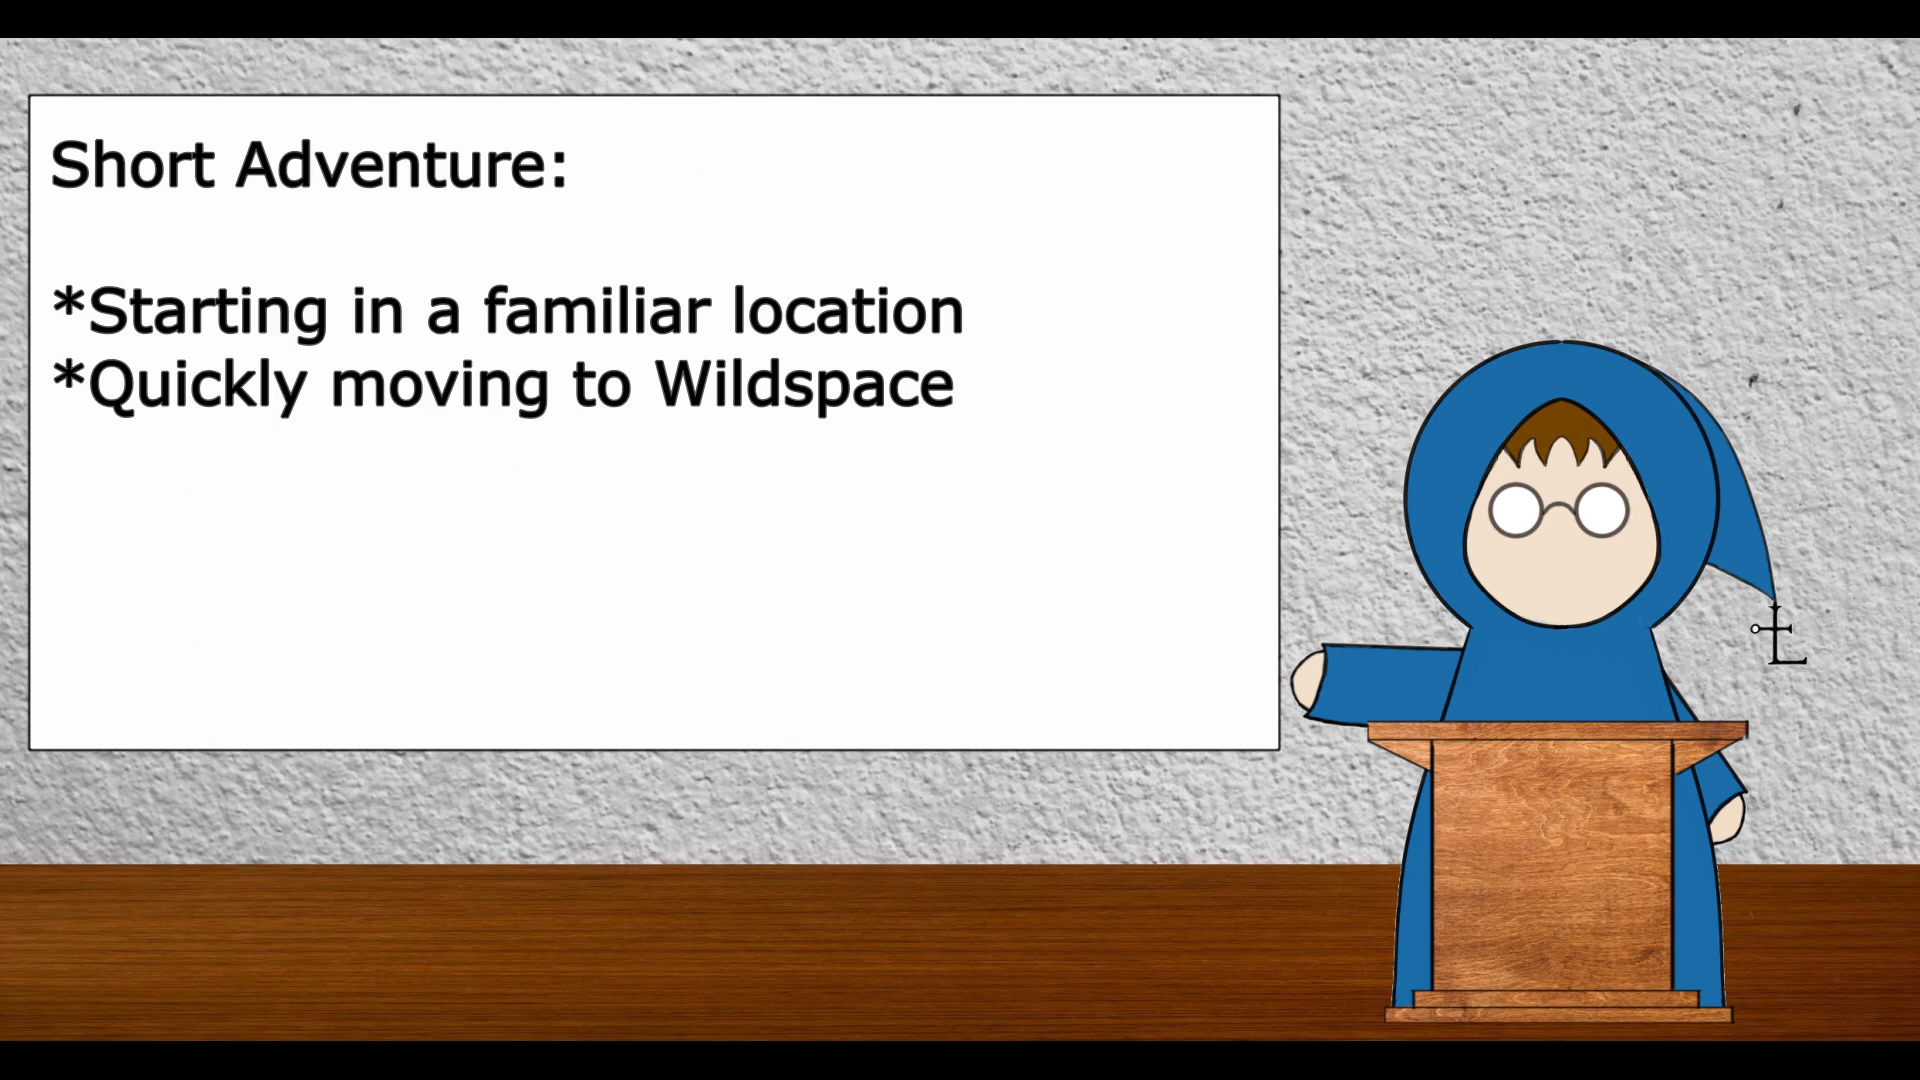 Short Adventure:
*Starting in a familiar location
*Quickly moving to Wildspace